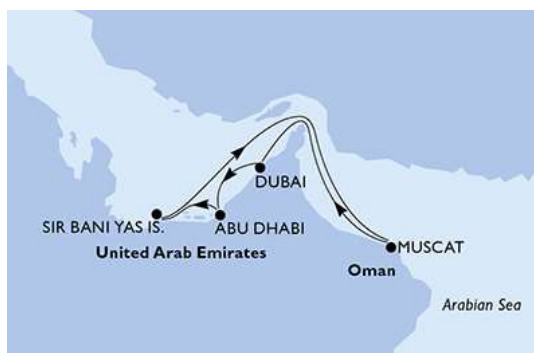 DUBAI
SIR BANI YAS IS.
ABU DHABI
United Arab Emirates
MUSCAT
Oman
Arabian Sea